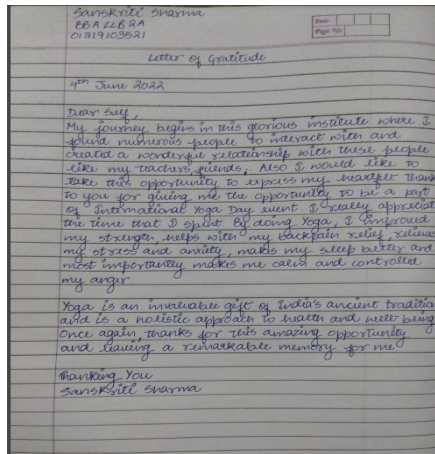 Sanskriti Sharma
BBA LLB 2A
01219103521
Date
Page No.
Letter of Gratitude
4th June 2022
Dear Self,
My journey begins in this glorious institute where I
found numerous people to interact with and
created a wonderful relationship with these people
like my teachers, friends. Also I would like to
take this opportunity to express my heartfelt thank
to you for giving me the opportunity to be a part
of International Yoga Day event I really appreciat
the time that I spent By doing Yoga, I improved
my strength, helps with my backpain relief, relieves
my stress and anxiety, makes my sleep better and
most importantly makes me calm and controlled
my anger.
Yoga is an invaluable gift of India's ancient tradition
and is a holistic approach to health and well being
Once again, thanks for this amazing opportunity
and leaving a remarkable memory for me
Thanking You
Sanskriti Sharma